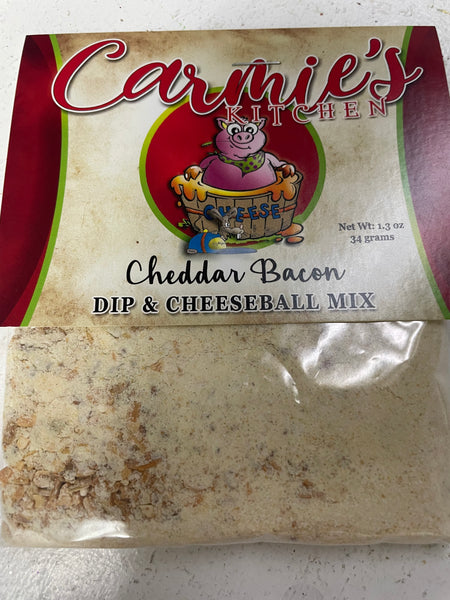 Carmie's
KITCHEN
CHEESE
Net Wt: 1.3 oz
34 grams
Cheddar Bacon
DIP & CHEESEBALL MIX